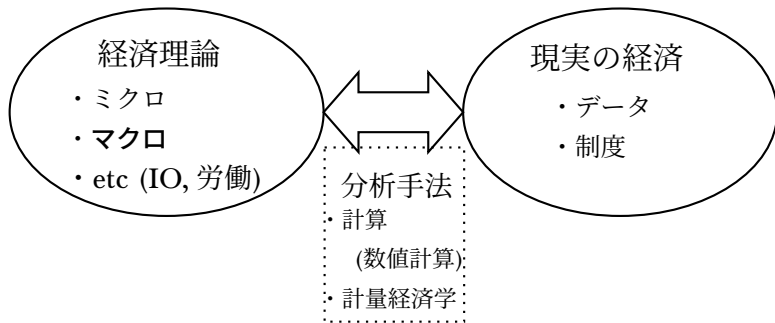 経済理論
・ミクロ
・マクロ
・etc (IO, 労働)
現実の経済
・データ
・制度
分析手法
・計算
(数値計算)
・計量経済学